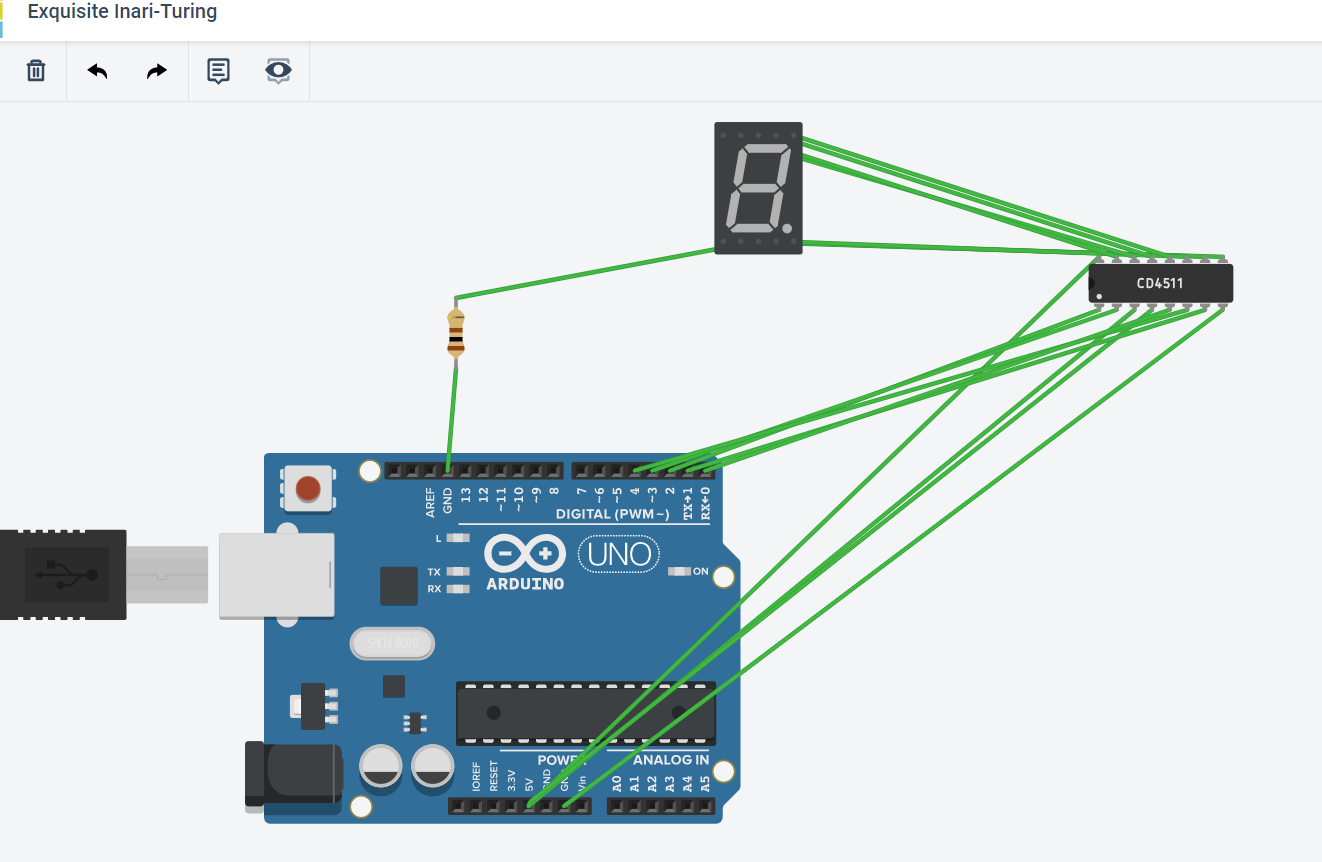 Exquisite Inari-Turing
CD4511
AREF
GND
13
12
~11
~10
~9
8
7
~6
~5
4
~3
2
TX→1
RX←0
DIGITAL (PWM~)
L
TX
RX
ARDUINO
UNO
ON
SPK16.000G
POWER
ANALOG IN
IOREF
RESET
3.3V
5V
GND
GND
Vin
A0
A1
A2
A3
A4
A5